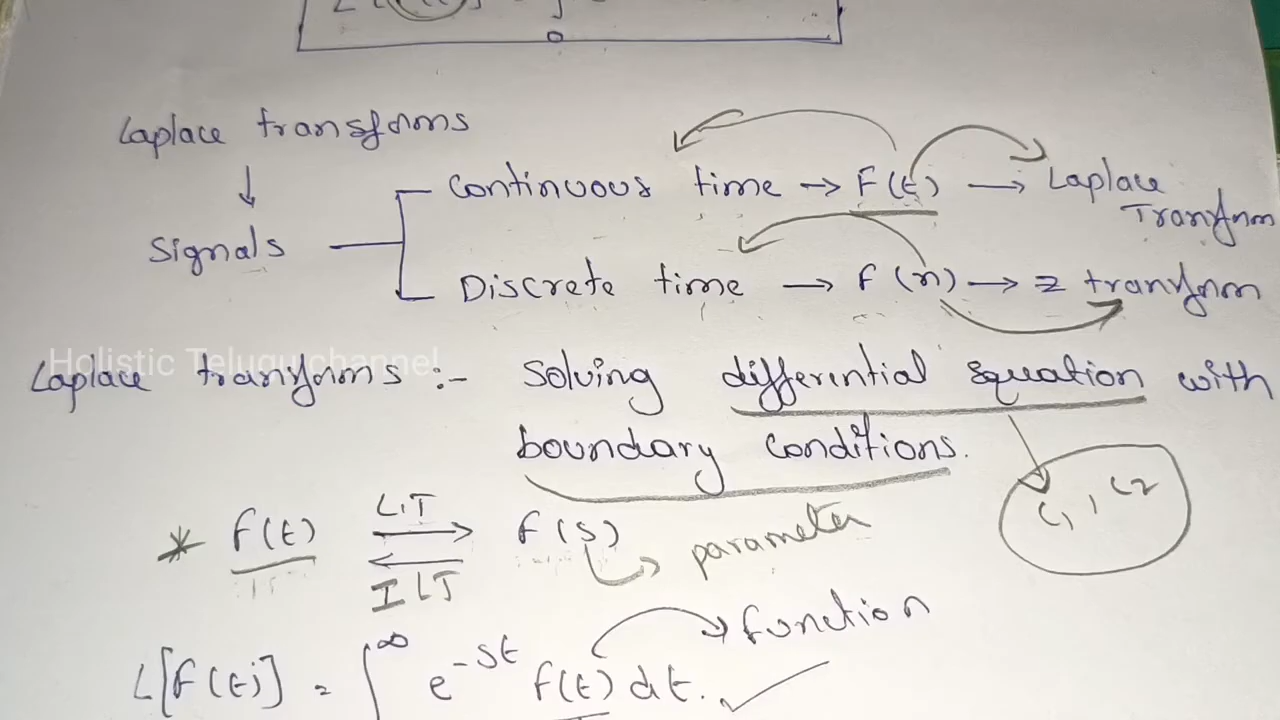 0
Laplace transforms
↓
Signals
Continuous time → F(t) → Laplace Transform
Discrete time → f(n) → z transform
Holistic Telugu channel
Laplace transforms :- Solving differential equation with
boundary conditions.
C1, C2
* f(t) L.T ⇌ ILT f(s) parameter
function
L[f(t)] = ∫^∞ e^-st f(t) dt.